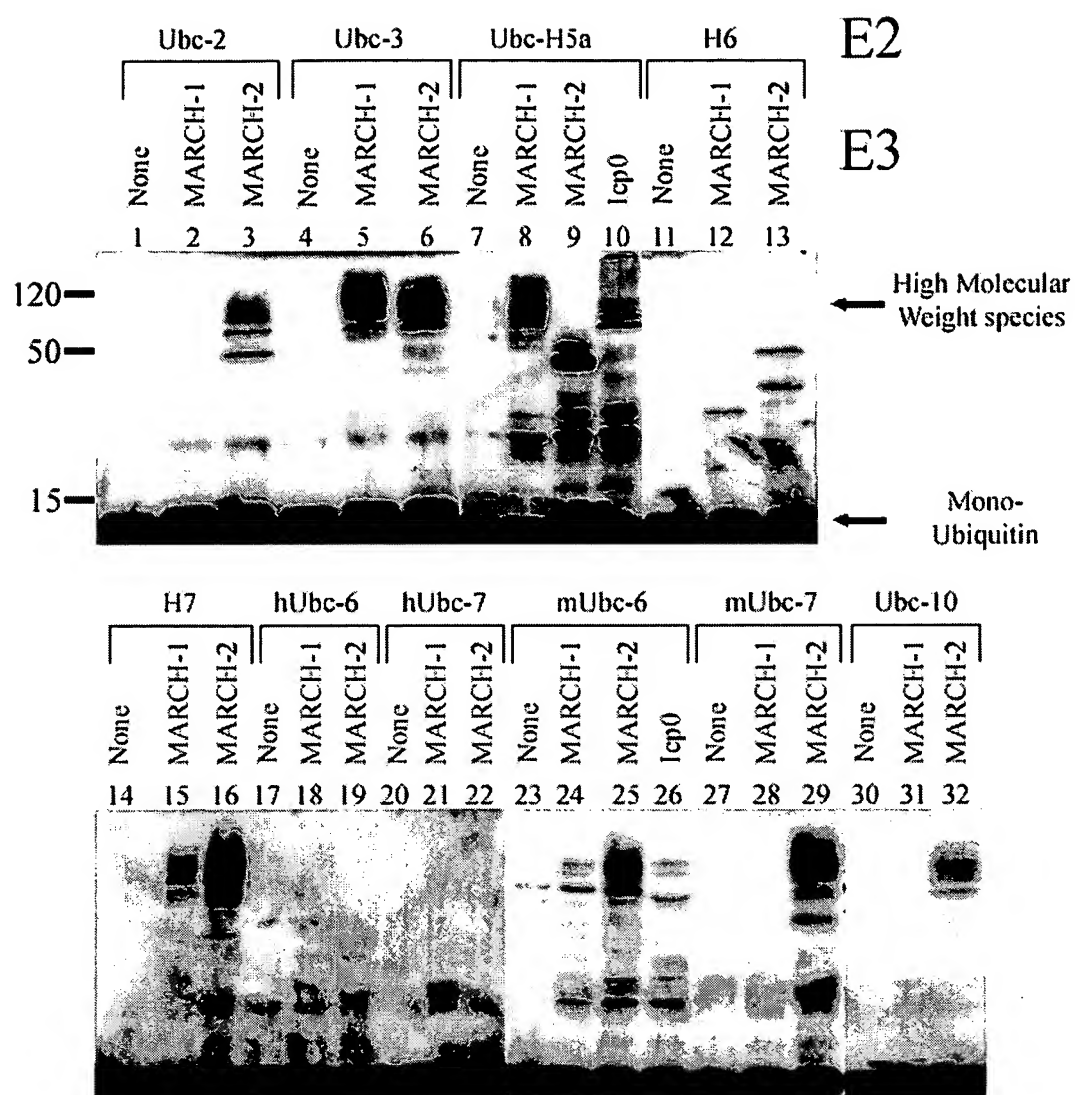 Ubc-2 Ubc-3 Ubc-H5a H6 E2
None MARCH-1 MARCH-2 None MARCH-1 MARCH-2 None MARCH-1 MARCH-2 Icp0 None MARCH-1 MARCH-2 E3
1 2 3 4 5 6 7 8 9 10 11 12 13
120
High Molecular
Weight species
50
15
Mono-
Ubiquitin
H7 hUbc-6 hUbc-7 mUbc-6 mUbc-7 Ubc-10
None MARCH-1 MARCH-2 None MARCH-1 MARCH-2 None MARCH-1 MARCH-2 None MARCH-1 MARCH-2 Icp0 None MARCH-1 MARCH-2 None MARCH-1 MARCH-2
14 15 16 17 18 19 20 21 22 23 24 25 26 27 28 29 30 31 32